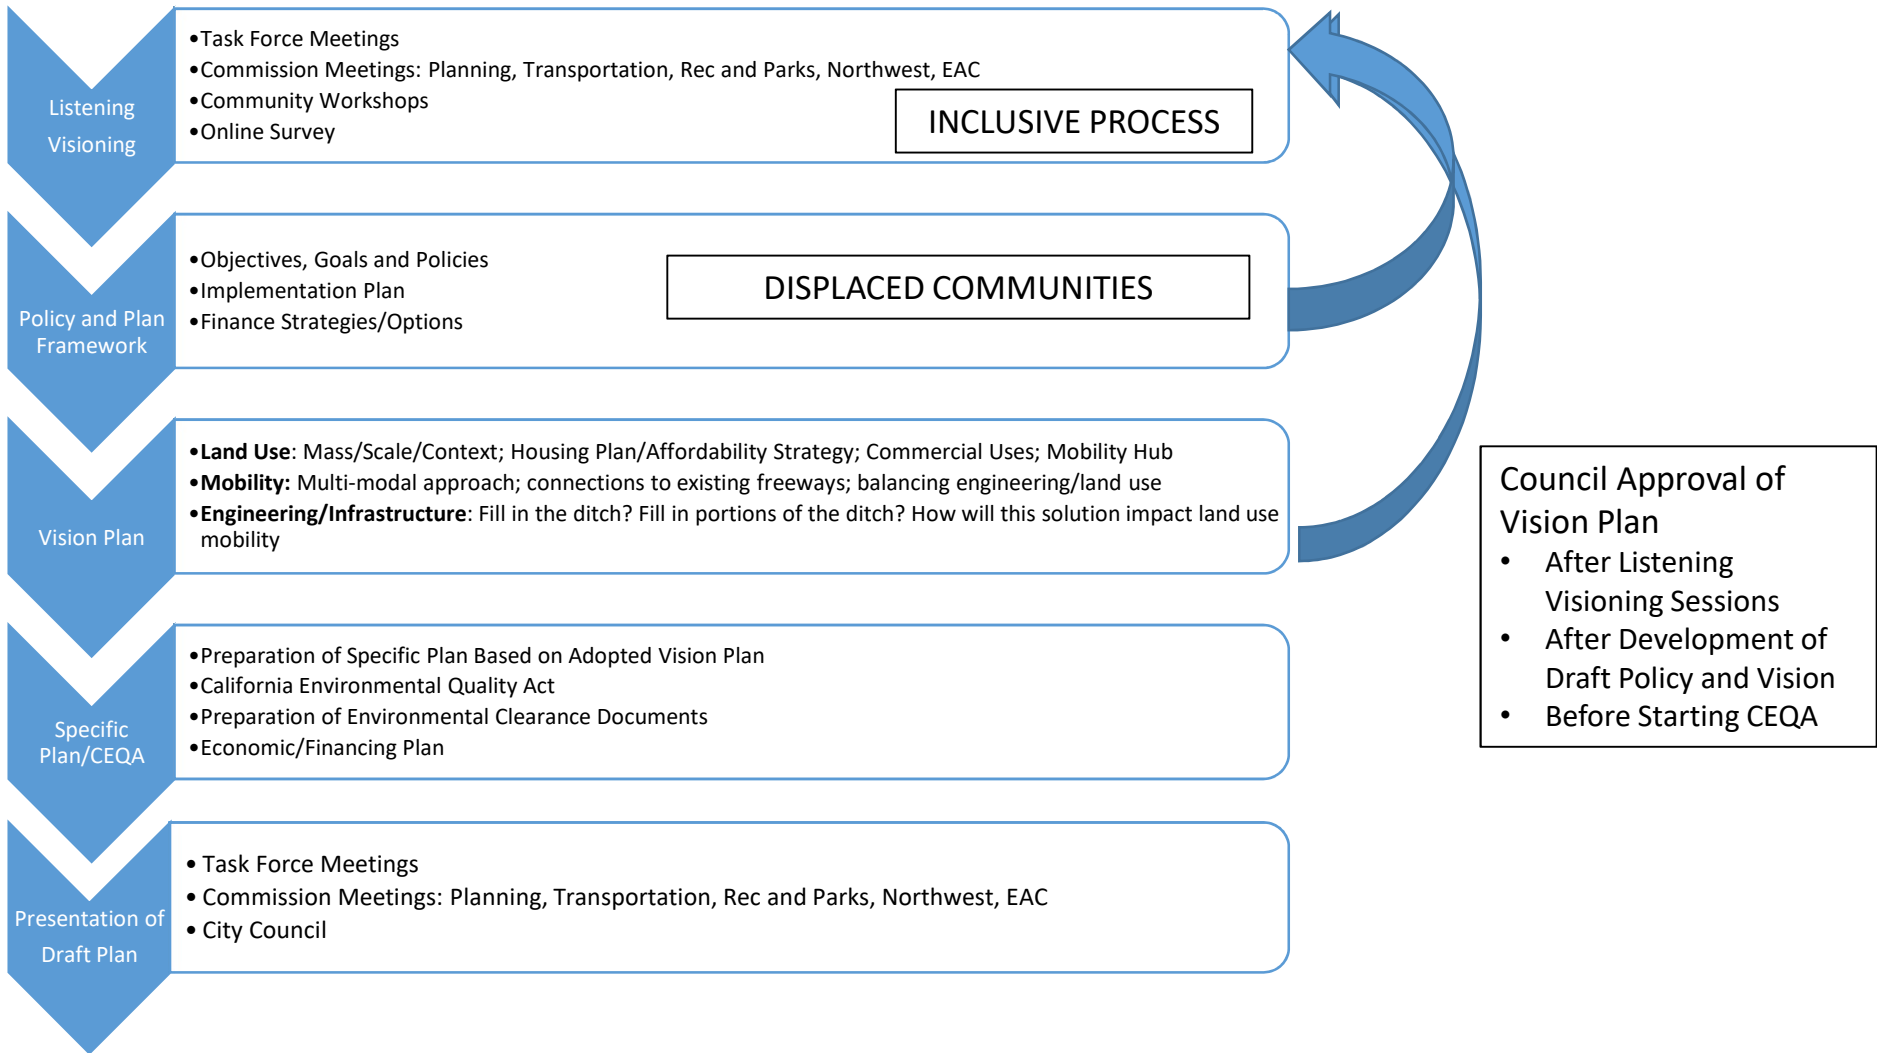 Listening
Visioning
•Task Force Meetings
•Commission Meetings: Planning, Transportation, Rec and Parks, Northwest, EAC
•Community Workshops
•Online Survey
INCLUSIVE PROCESS
Policy and Plan
Framework
•Objectives, Goals and Policies
•Implementation Plan
•Finance Strategies/Options
DISPLACED COMMUNITIES
Vision Plan
•Land Use: Mass/Scale/Context; Housing Plan/Affordability Strategy; Commercial Uses; Mobility Hub
•Mobility: Multi-modal approach; connections to existing freeways; balancing engineering/land use
•Engineering/Infrastructure: Fill in the ditch? Fill in portions of the ditch? How will this solution impact land use
mobility
Council Approval of
Vision Plan
• After Listening
Visioning Sessions
• After Development of
Draft Policy and Vision
• Before Starting CEQA
Specific
Plan/CEQA
•Preparation of Specific Plan Based on Adopted Vision Plan
•California Environmental Quality Act
•Preparation of Environmental Clearance Documents
•Economic/Financing Plan
Presentation of
Draft Plan
• Task Force Meetings
• Commission Meetings: Planning, Transportation, Rec and Parks, Northwest, EAC
• City Council